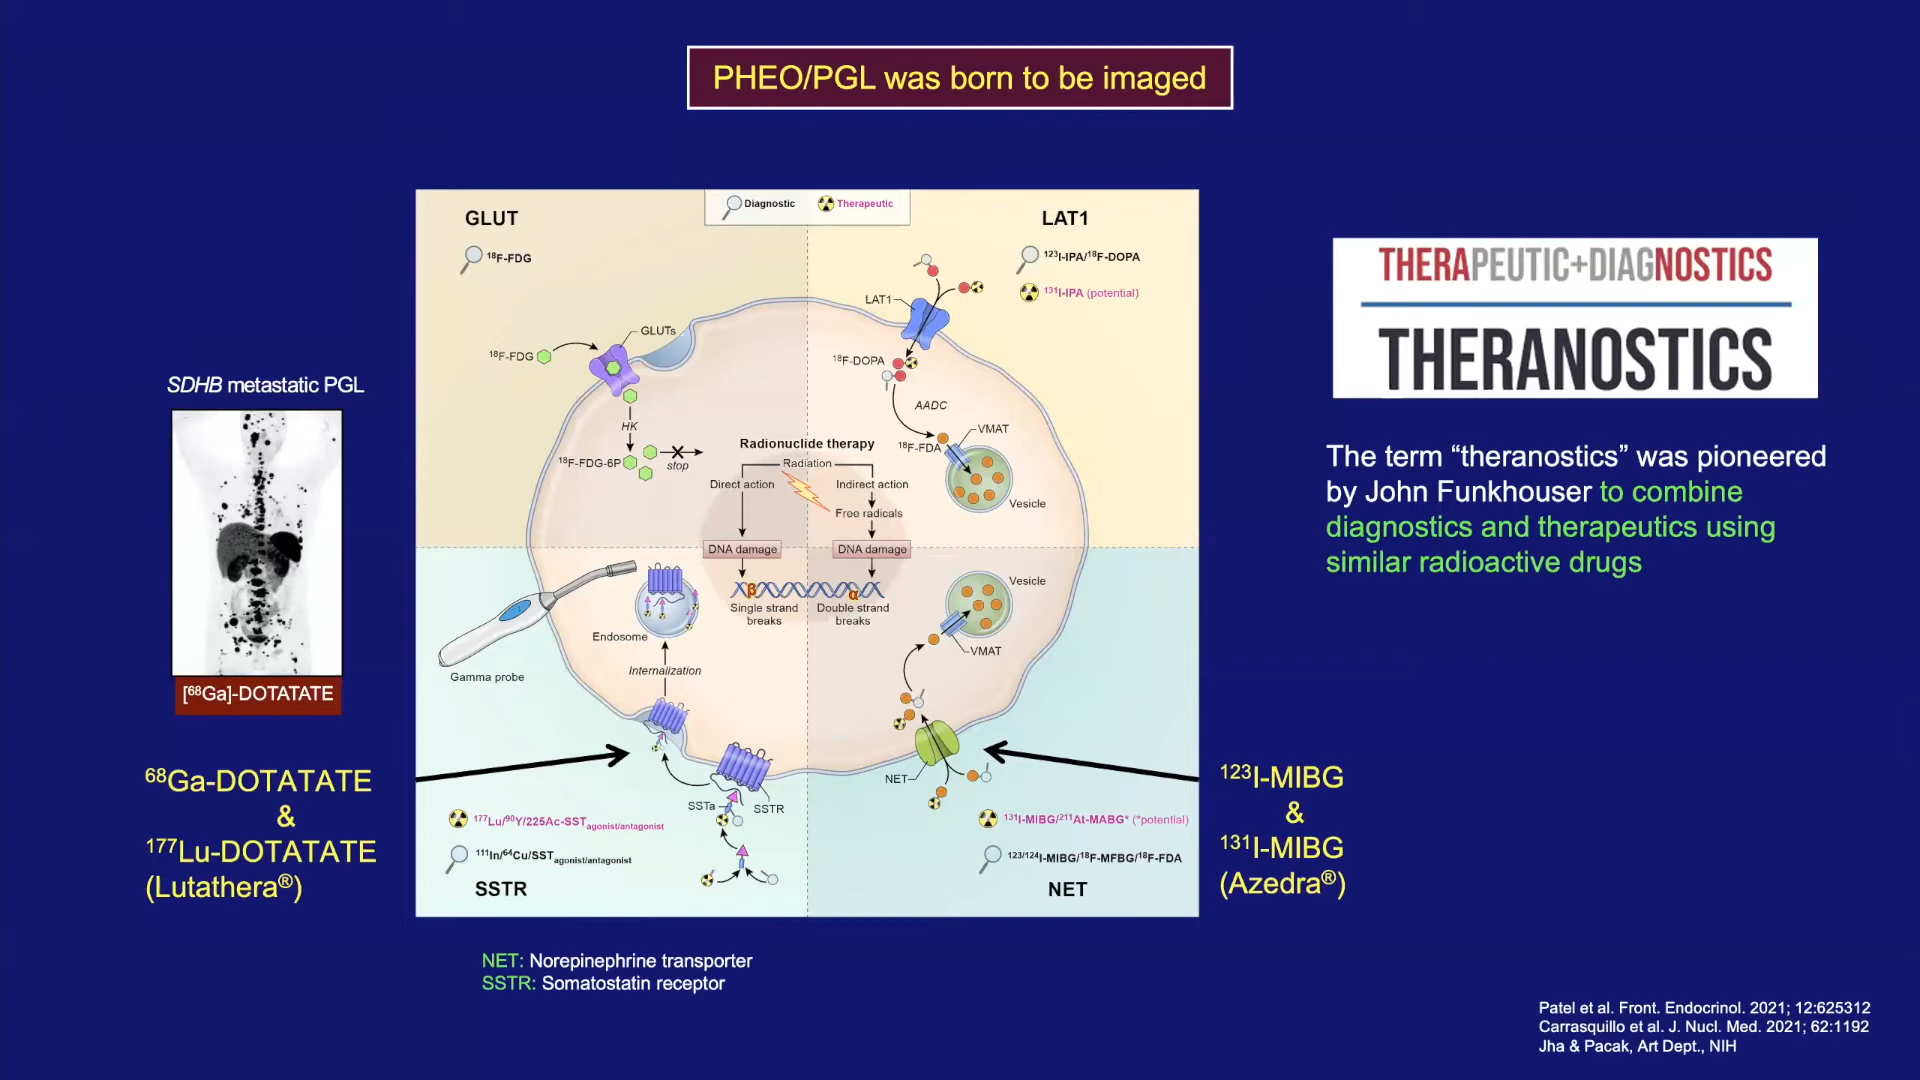 PHEO/PGL was born to be imaged
Diagnostic
Therapeutic
GLUT
¹⁸F-FDG
LAT1
¹²³I-IPA/¹⁸F-DOPA
¹³¹I-IPA (potential)
GLUTs
¹⁸F-FDG
HK
¹⁸F-FDG-6P
stop
LAT1
¹⁸F-DOPA
AADC
¹⁸F-FDA
VMAT
Vesicle
Radionuclide therapy
Radiation
Direct action
Indirect action
Free radicals
DNA damage
DNA damage
β
α
Single strand
breaks
Double strand
breaks
Endosome
Internalization
Gamma probe
SSTa
SSTR
Vesicle
VMAT
NET
¹⁷⁷Lu/⁹⁰Y/225Ac-SSTagonist/antagonist
¹¹¹In/⁶⁴Cu/SSTagonist/antagonist
SSTR
¹³¹I-MIBG/²¹¹At-MABG* (*potential)
¹²³/¹²⁴I-MIBG/¹⁸F-MFBG/¹⁸F-FDA
NET
SDHB metastatic PGL
[⁶⁸Ga]-DOTATATE
⁶⁸Ga-DOTATATE
&
¹⁷⁷Lu-DOTATATE
(Lutathera®)
¹²³I-MIBG
&
¹³¹I-MIBG
(Azedra®)
THERAPEUTIC+DIAGNOSTICS
THERANOSTICS
The term “theranostics” was pioneered
by John Funkhouser to combine
diagnostics and therapeutics using
similar radioactive drugs
NET: Norepinephrine transporter
SSTR: Somatostatin receptor
Patel et al. Front. Endocrinol. 2021; 12:625312
Carrasquillo et al. J. Nucl. Med. 2021; 62:1192
Jha & Pacak, Art Dept., NIH